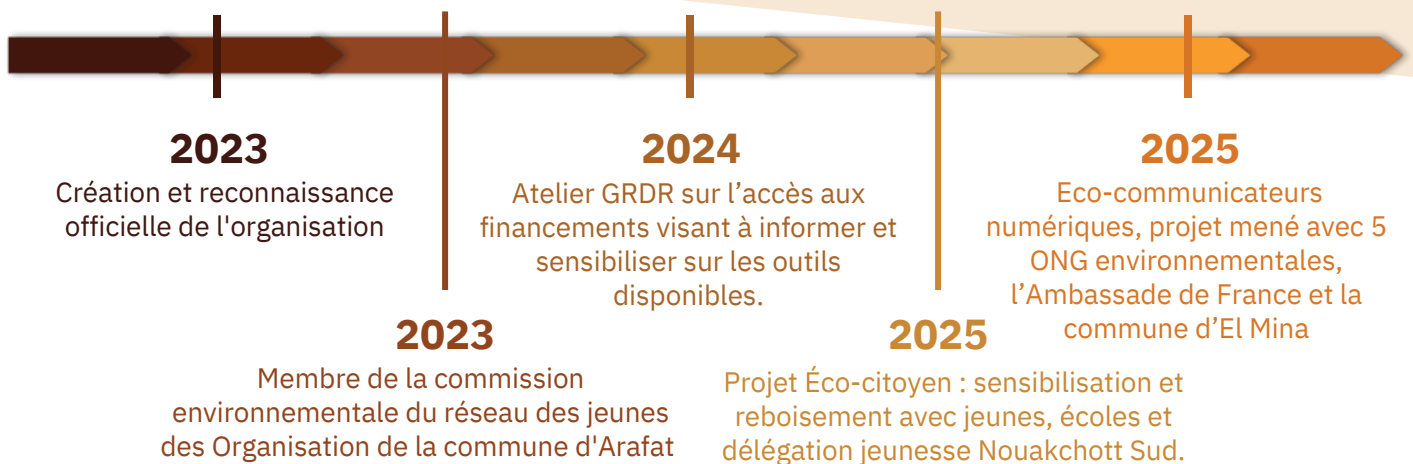 2023
Création et reconnaissance
officielle de l'organisation
2023
Membre de la commission
environnementale du réseau des jeunes
des Organisation de la commune d'Arafat
2024
Atelier GRDR sur l’accès aux
financements visant à informer et
sensibiliser sur les outils
disponibles.
2025
Projet Éco-citoyen : sensibilisation et
reboisement avec jeunes, écoles et
délégation jeunesse Nouakchott Sud.
2025
Eco-communicateurs
numériques, projet mené avec 5
ONG environnementales,
l’Ambassade de France et la
commune d’El Mina